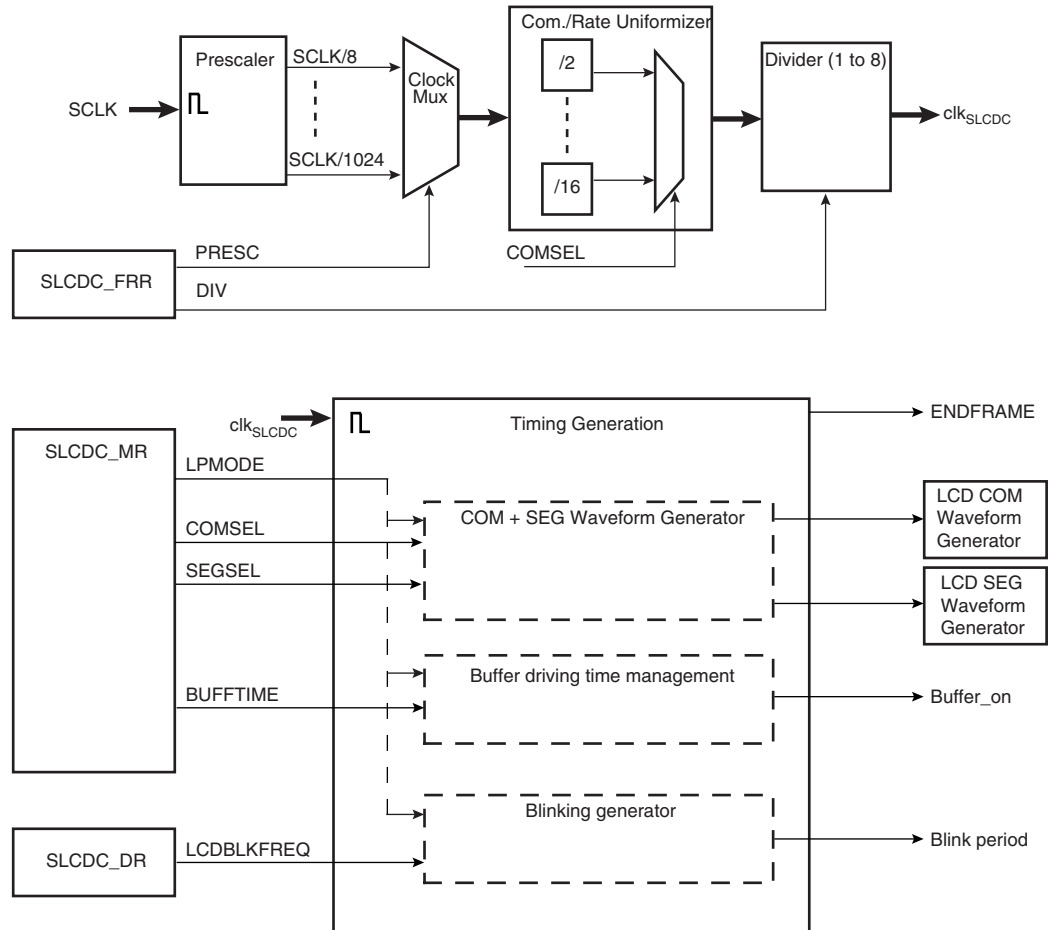 Com./Rate Uniformizer
Prescaler
SCLK/8
Clock
Mux
/2
Divider (1 to 8)
SCLK
clkSLCDC
SCLK/1024
/16
PRESC
COMSEL
SLCDC_FRR
DIV
clkSLCDC
Timing Generation
ENDFRAME
SLCDC_MR
LPMODE
COM + SEG Waveform Generator
LCD COM
Waveform
Generator
COMSEL
SEGSEL
LCD SEG
Waveform
Generator
Buffer driving time management
BUFFTIME
Buffer_on
Blinking generator
SLCDC_DR
LCDBLKFREQ
Blink period